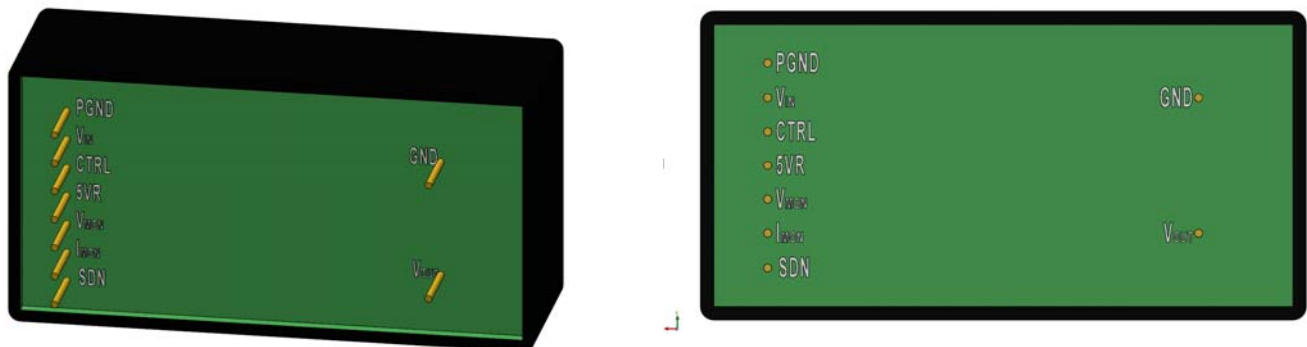 PGND
VIN
CTRL
5VR
VMON
IMON
SDN
GND
VOUT
PGND
VIN
CTRL
5VR
VMON
IMON
SDN
GND
VOUT